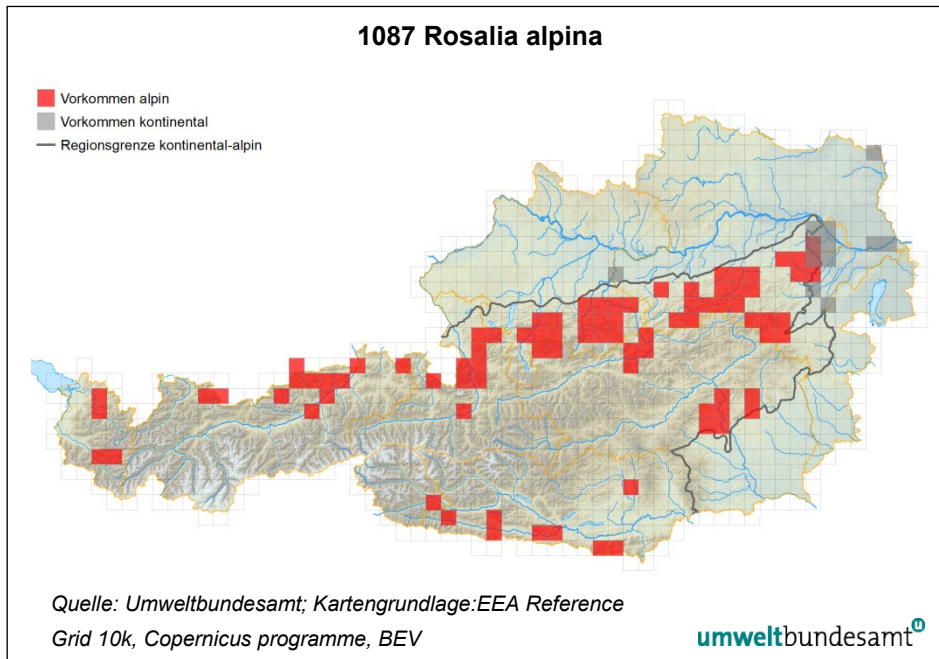 1087 Rosalia alpina
Vorkommen alpin
Vorkommen kontinental
Regionsgrenze kontinental-alpin
Quelle: Umweltbundesamt; Kartengrundlage:EEA Reference
Grid 10k, Copernicus programme, BEV
umweltbundesamt u